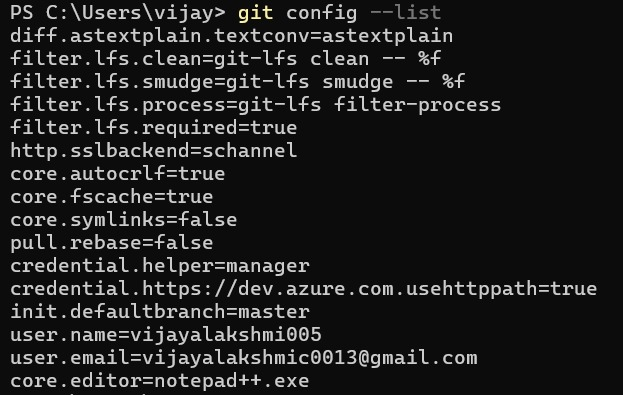 PS C:\Users\vijay> git config --list
diff.astextplain.textconv=astextplain
filter.lfs.clean=git-lfs clean -- %f
filter.lfs.smudge=git-lfs smudge -- %f
filter.lfs.process=git-lfs filter-process
filter.lfs.required=true
http.sslbackend=schannel
core.autocrlf=true
core.fscache=true
core.symlinks=false
pull.rebase=false
credential.helper=manager
credential.https://dev.azure.com.usehttppath=true
init.defaultbranch=master
user.name=vijayalakshmi005
user.email=vijayalakshmic0013@gmail.com
core.editor=notepad++.exe